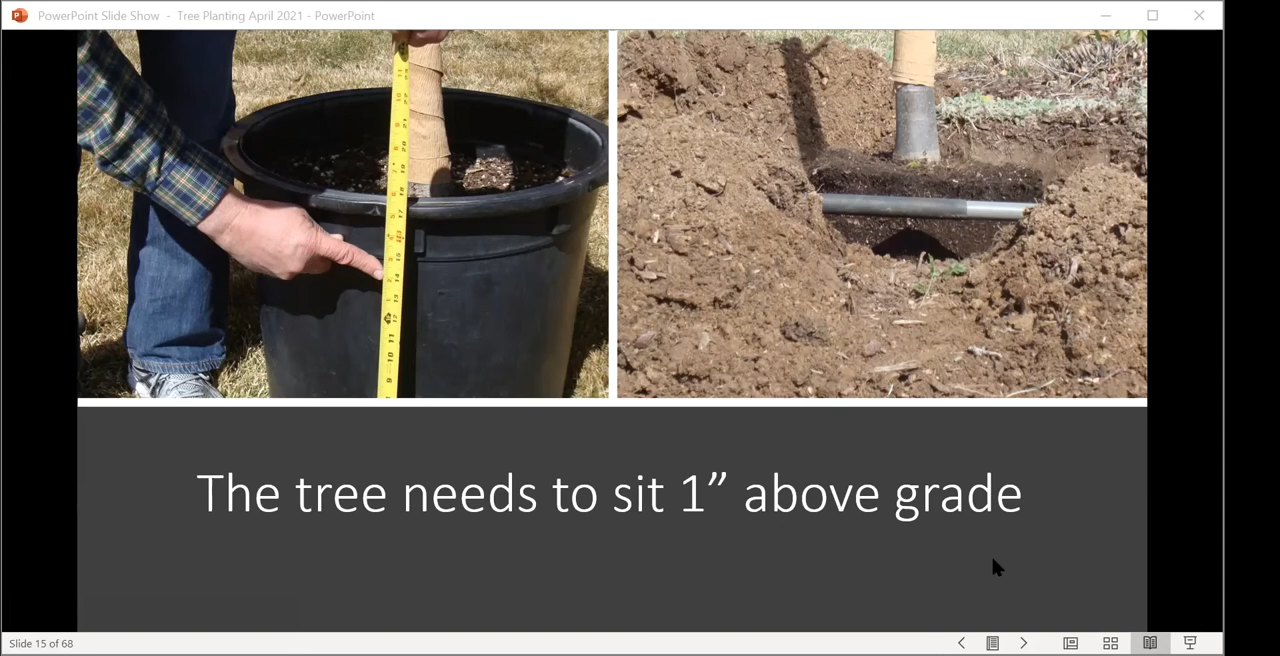 PowerPoint Slide Show - Tree Planting April 2021 - PowerPoint
The tree needs to sit 1” above grade
Slide 15 of 68